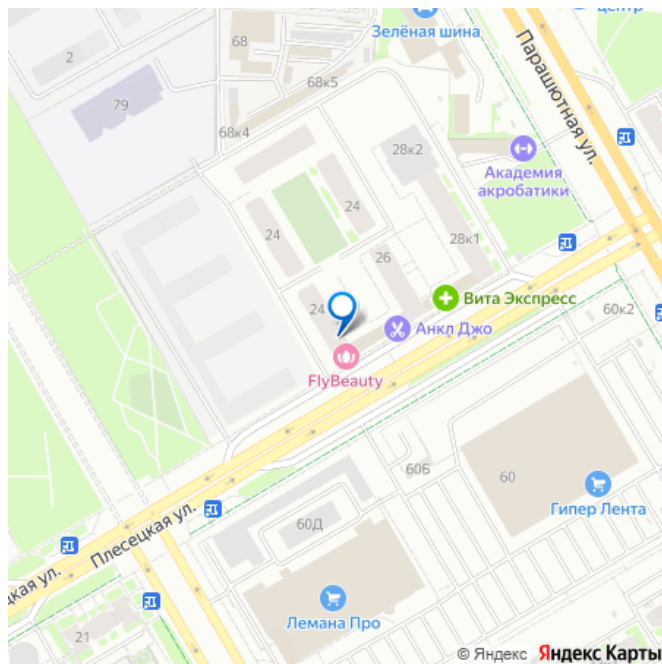 центр
Зелёная шина
68
2
68к5
79
68к4
Парашютная ул.
28к2
Академия
акробатики
24
24
28к1
26
24
Вита Экспресс
Анкл Джо
60к2
FlyBeauty
60Б
60
Гипер Лента
Плесецкая ул.
60Д
цкая ул.
Лемана Про
21
© Яндекс Яндекс Карты